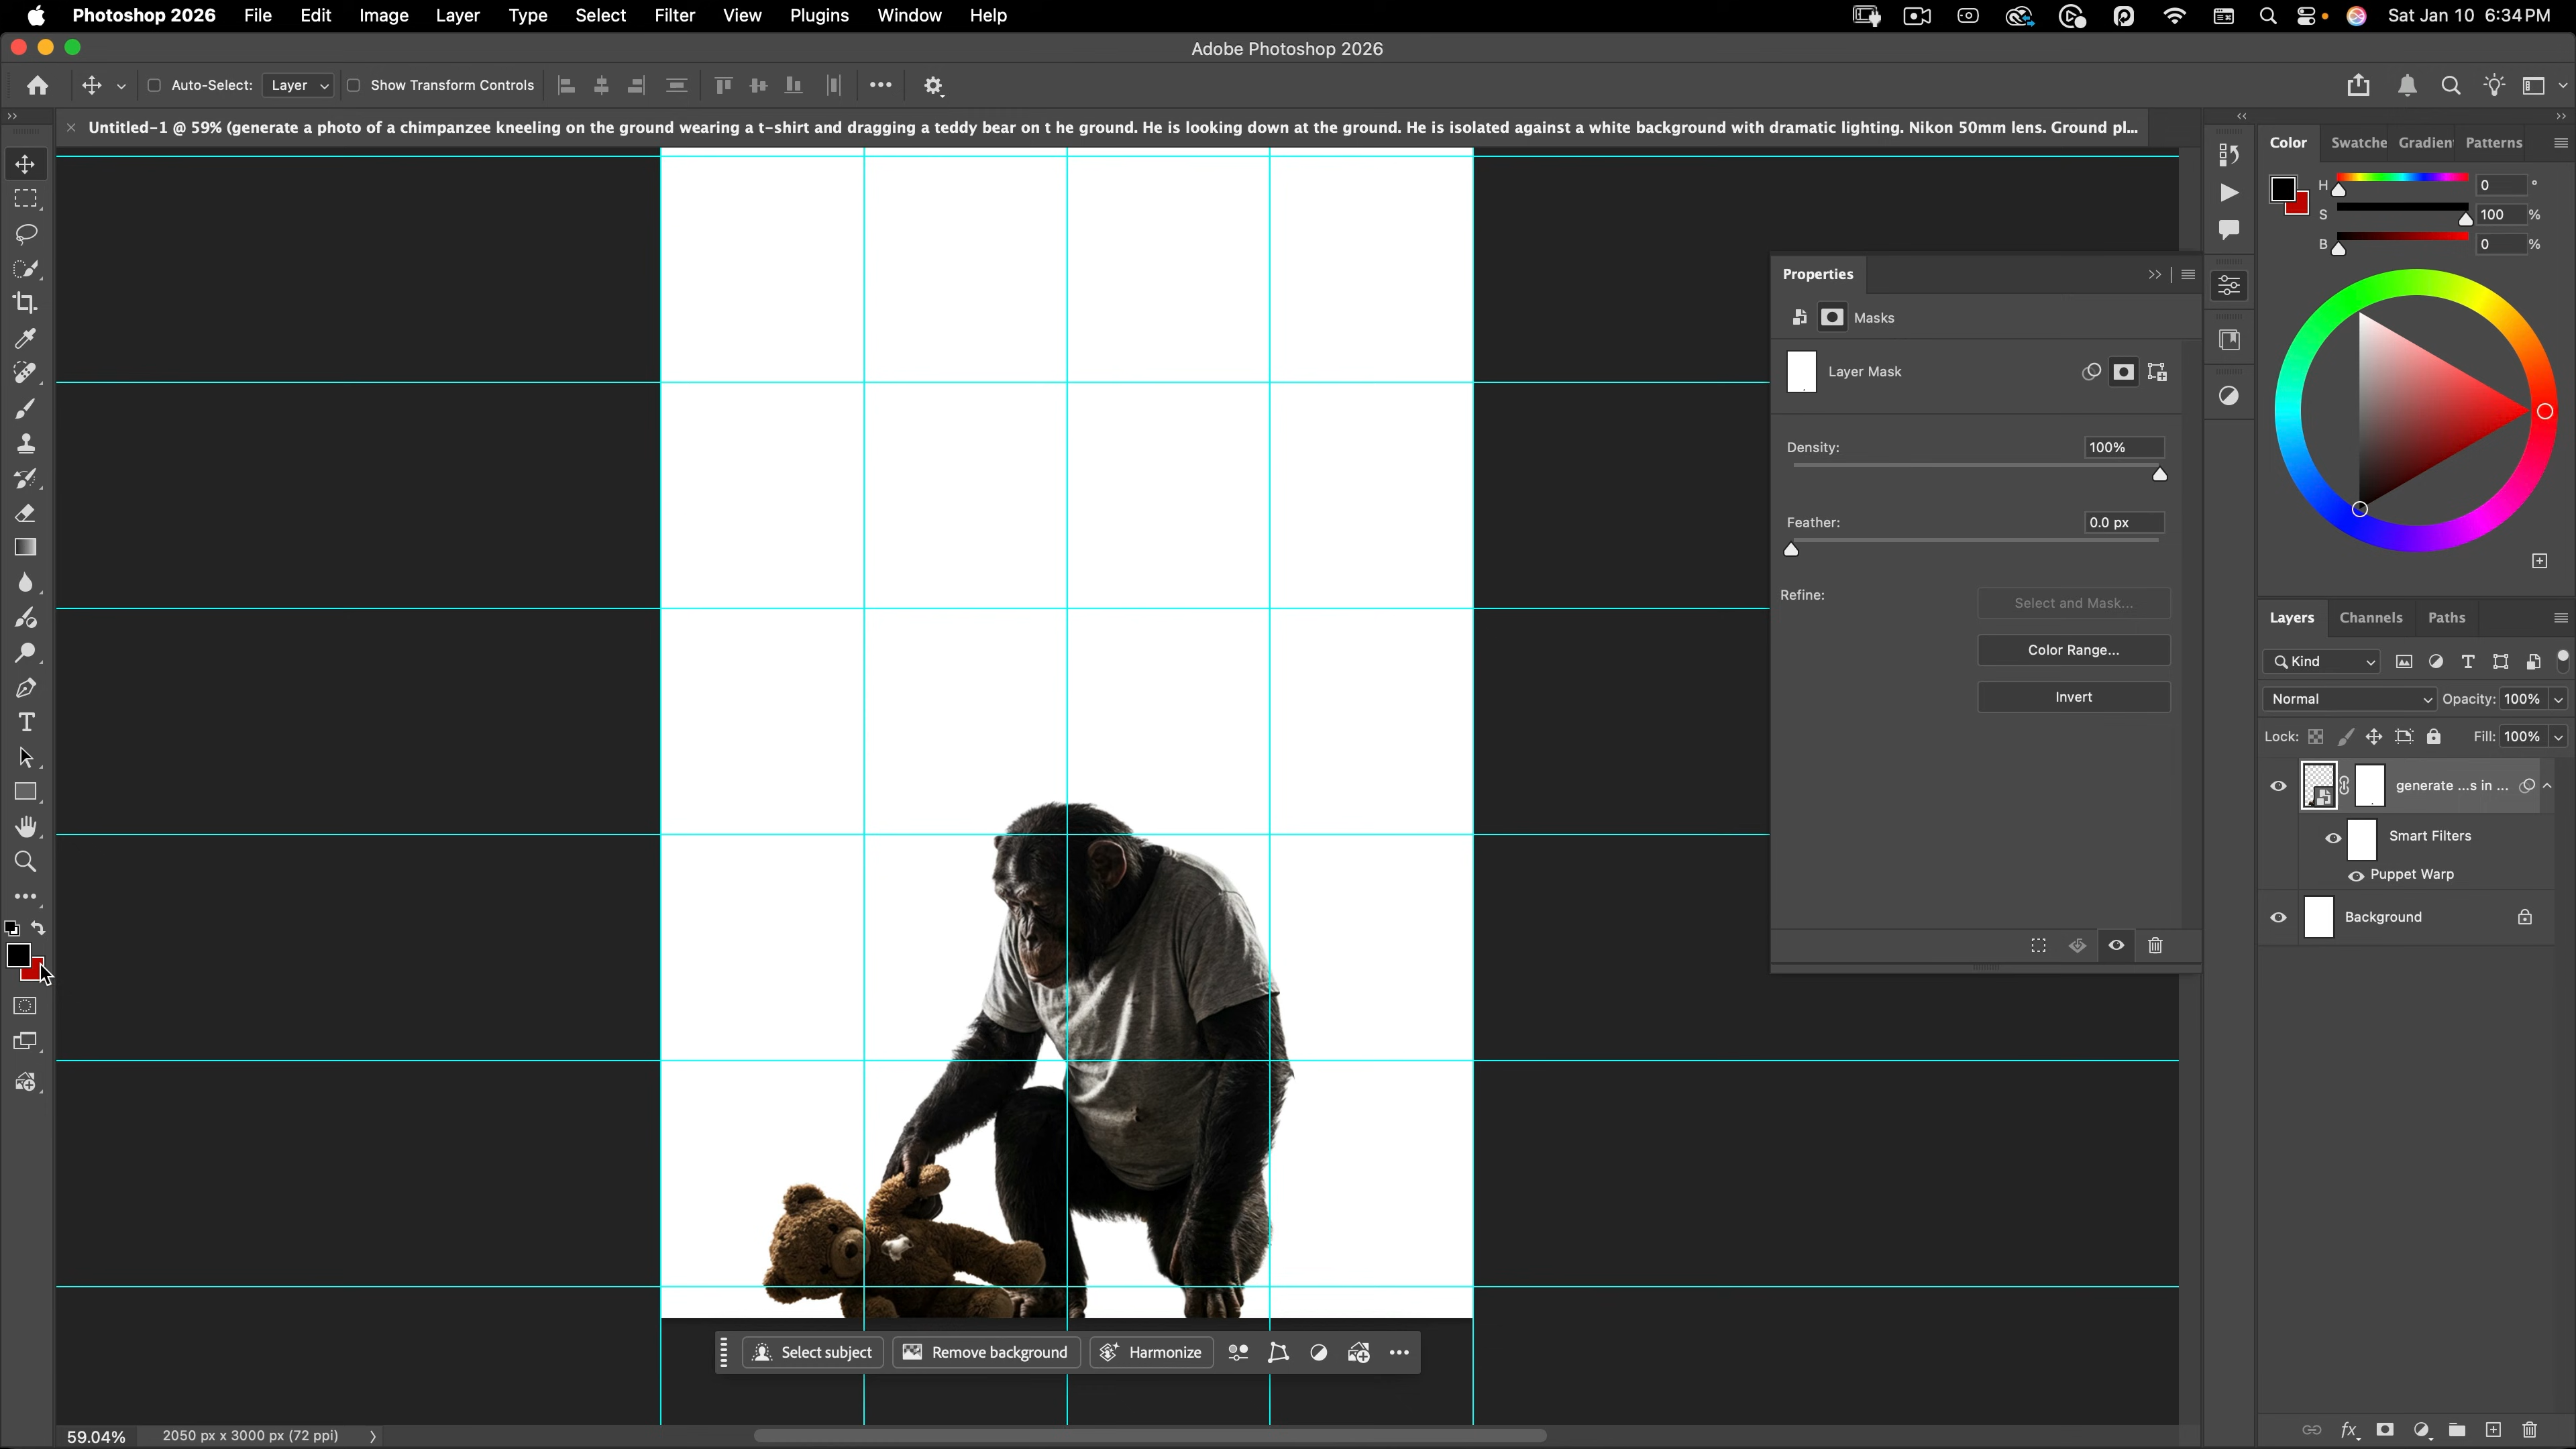 Photoshop 2026 File Edit Image Layer Type Select Filter View Plugins Window Help Sat Jan 10 6:34 PM
Adobe Photoshop 2026
Auto-Select: Layer Show Transform Controls
Untitled-1 @ 59% (generate a photo of a chimpanzee kneeling on the ground wearing a t-shirt and dragging a teddy bear on t he ground. He is looking down at the ground. He is isolated against a white background with dramatic lighting. Nikon 50mm lens. Ground pl...
Color Swatche Gradien Patterns
H 0 °
S 100 %
B 0 %
Properties
Masks
Layer Mask
Density: 100%
Feather: 0.0 px
Refine: Select and Mask...
Color Range...
Invert
Layers Channels Paths
Kind
Normal Opacity: 100%
Lock: Fill: 100%
generate ...s in ...
Smart Filters
Puppet Warp
Background
Select subject Remove background Harmonize
59.04% 2050 px x 3000 px (72 ppi)
T
fx